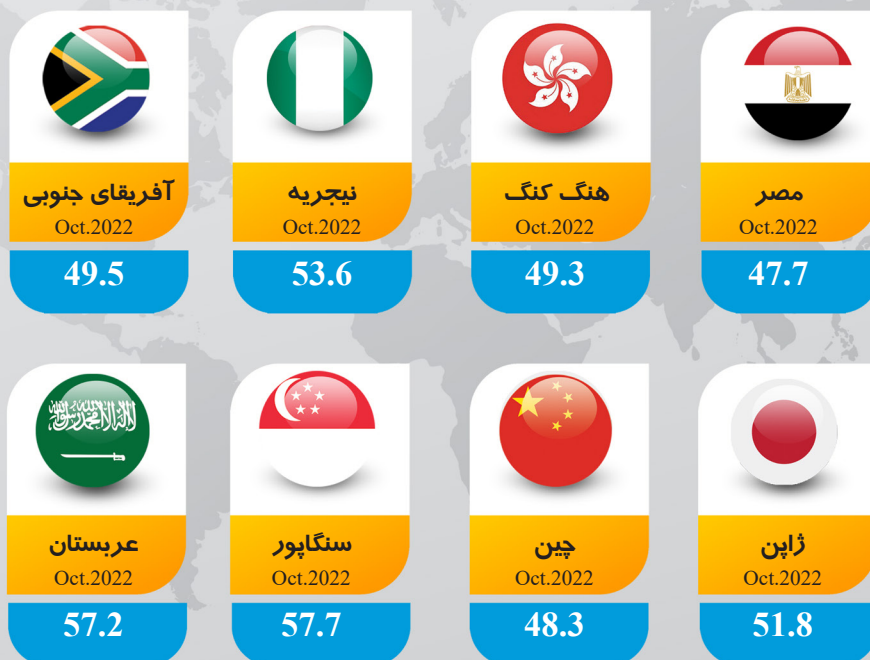 آفریقای جنوبی
Oct.2022
49.5
نیجریه
Oct.2022
53.6
هنگ کنگ
Oct.2022
49.3
مصر
Oct.2022
47.7
عربستان
Oct.2022
57.2
سنگاپور
Oct.2022
57.7
چین
Oct.2022
48.3
ژاپن
Oct.2022
51.8